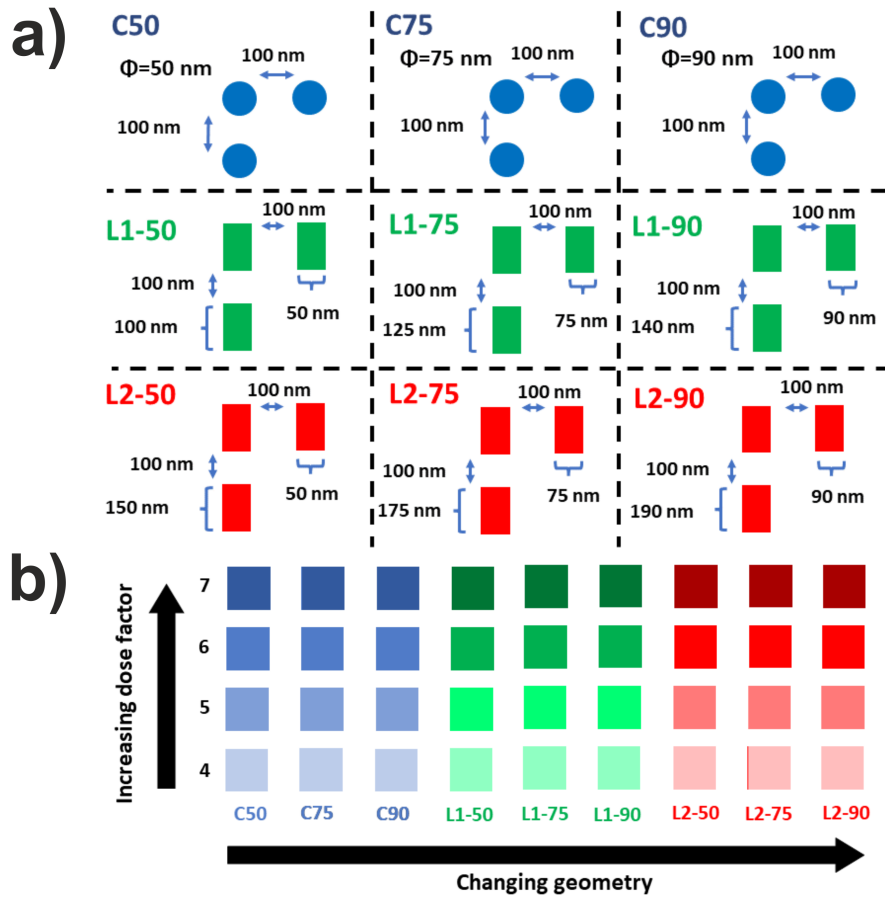 a)
C50
C75
C90
Φ=50 nm
100 nm
Φ=75 nm
100 nm
Φ=90 nm
100 nm
100 nm
100 nm
100 nm
L1-50
100 nm
L1-75
100 nm
L1-90
100 nm
100 nm
100 nm
100 nm
100 nm
50 nm
125 nm
75 nm
140 nm
90 nm
L2-50
100 nm
L2-75
100 nm
L2-90
100 nm
100 nm
100 nm
100 nm
150 nm
50 nm
175 nm
75 nm
190 nm
90 nm
b)
Increasing dose factor
7
6
5
4
C50 C75 C90 L1-50 L1-75 L1-90 L2-50 L2-75 L2-90
Changing geometry